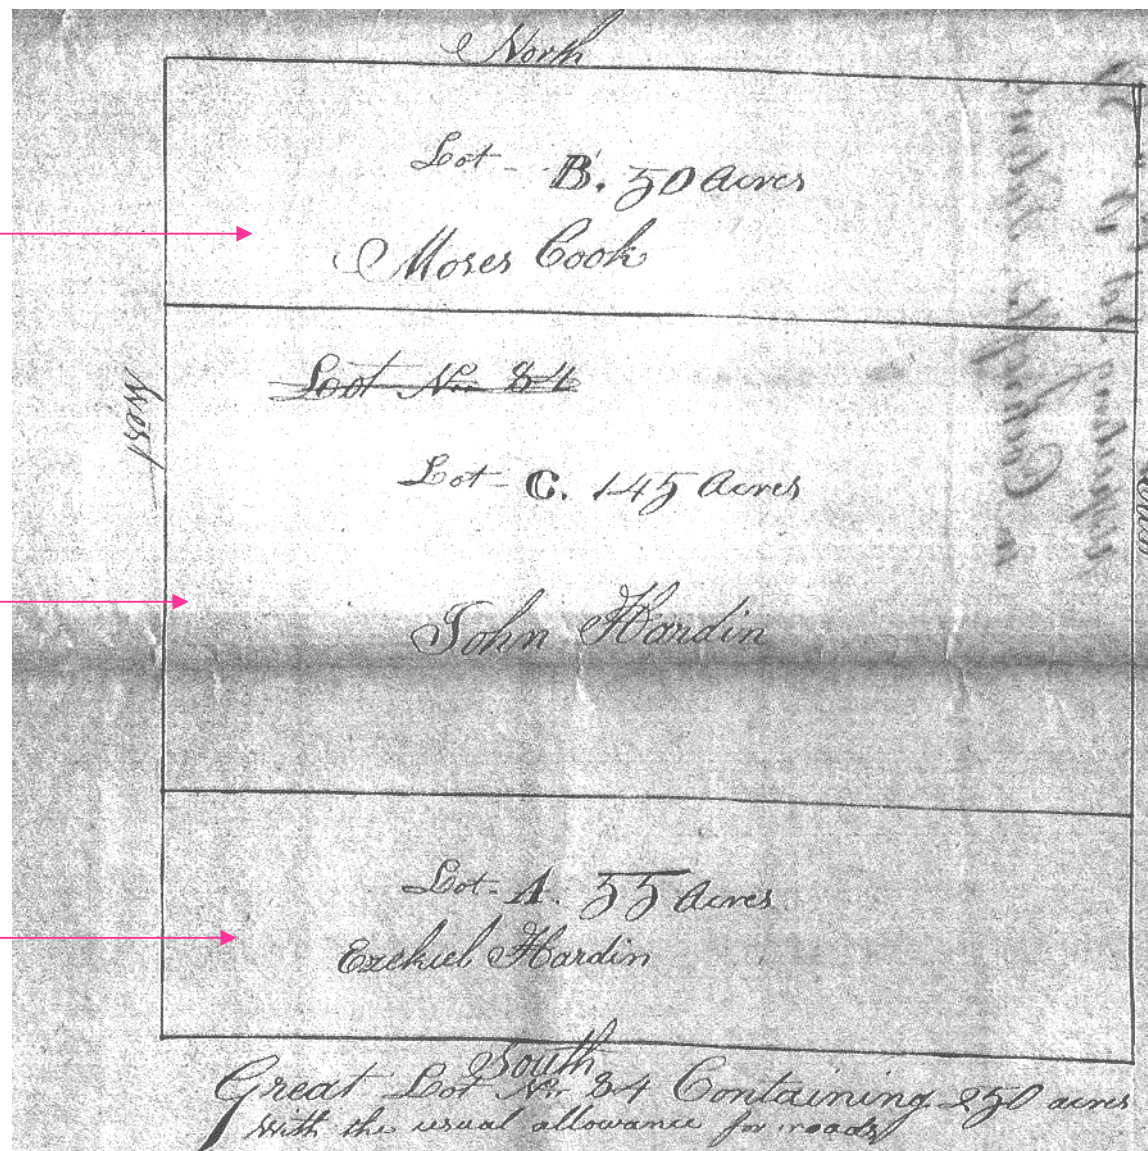 North
Lot - B. 50 Acres
Moses Cook
West
Lot No. 84
Lot - C. 145 Acres
John Hardin
Lot - A. 55 Acres
Ezekiel Hardin
South
Great Lot No. 84 Containing 250 acres
With the usual allowance for roads